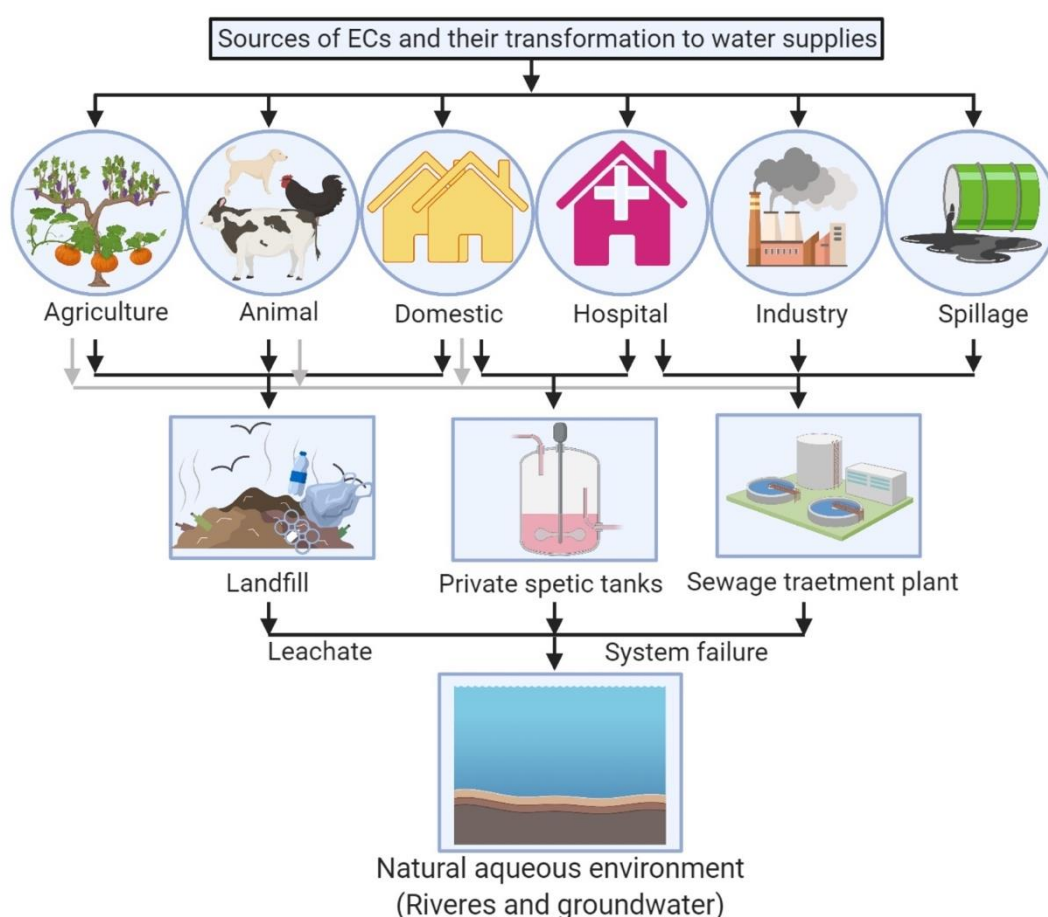 Sources of ECs and their transformation to water supplies
Agriculture
Animal
Domestic
Hospital
Industry
Spillage
Landfill
Private spetic tanks
Sewage traetment plant
Leachate
System failure
Natural aqueous environment
(Riveres and groundwater)